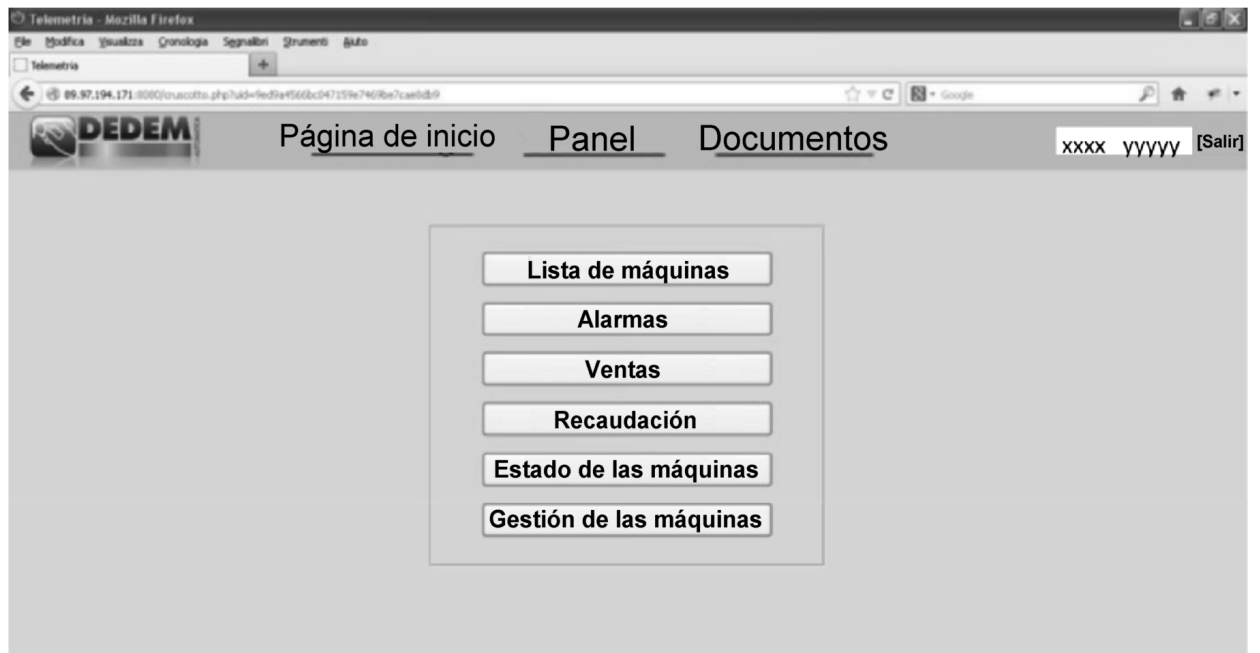 Telemetria - Mozilla Firefox
File Modifica Visualizza Cronologia Segnalibri Strumenti Aiuto
Telemetria
Google
DEDEM
Página de inicio Panel Documentos xxxx yyyyy [Salir]
Lista de máquinas
Alarmas
Ventas
Recaudación
Estado de las máquinas
Gestión de las máquinas